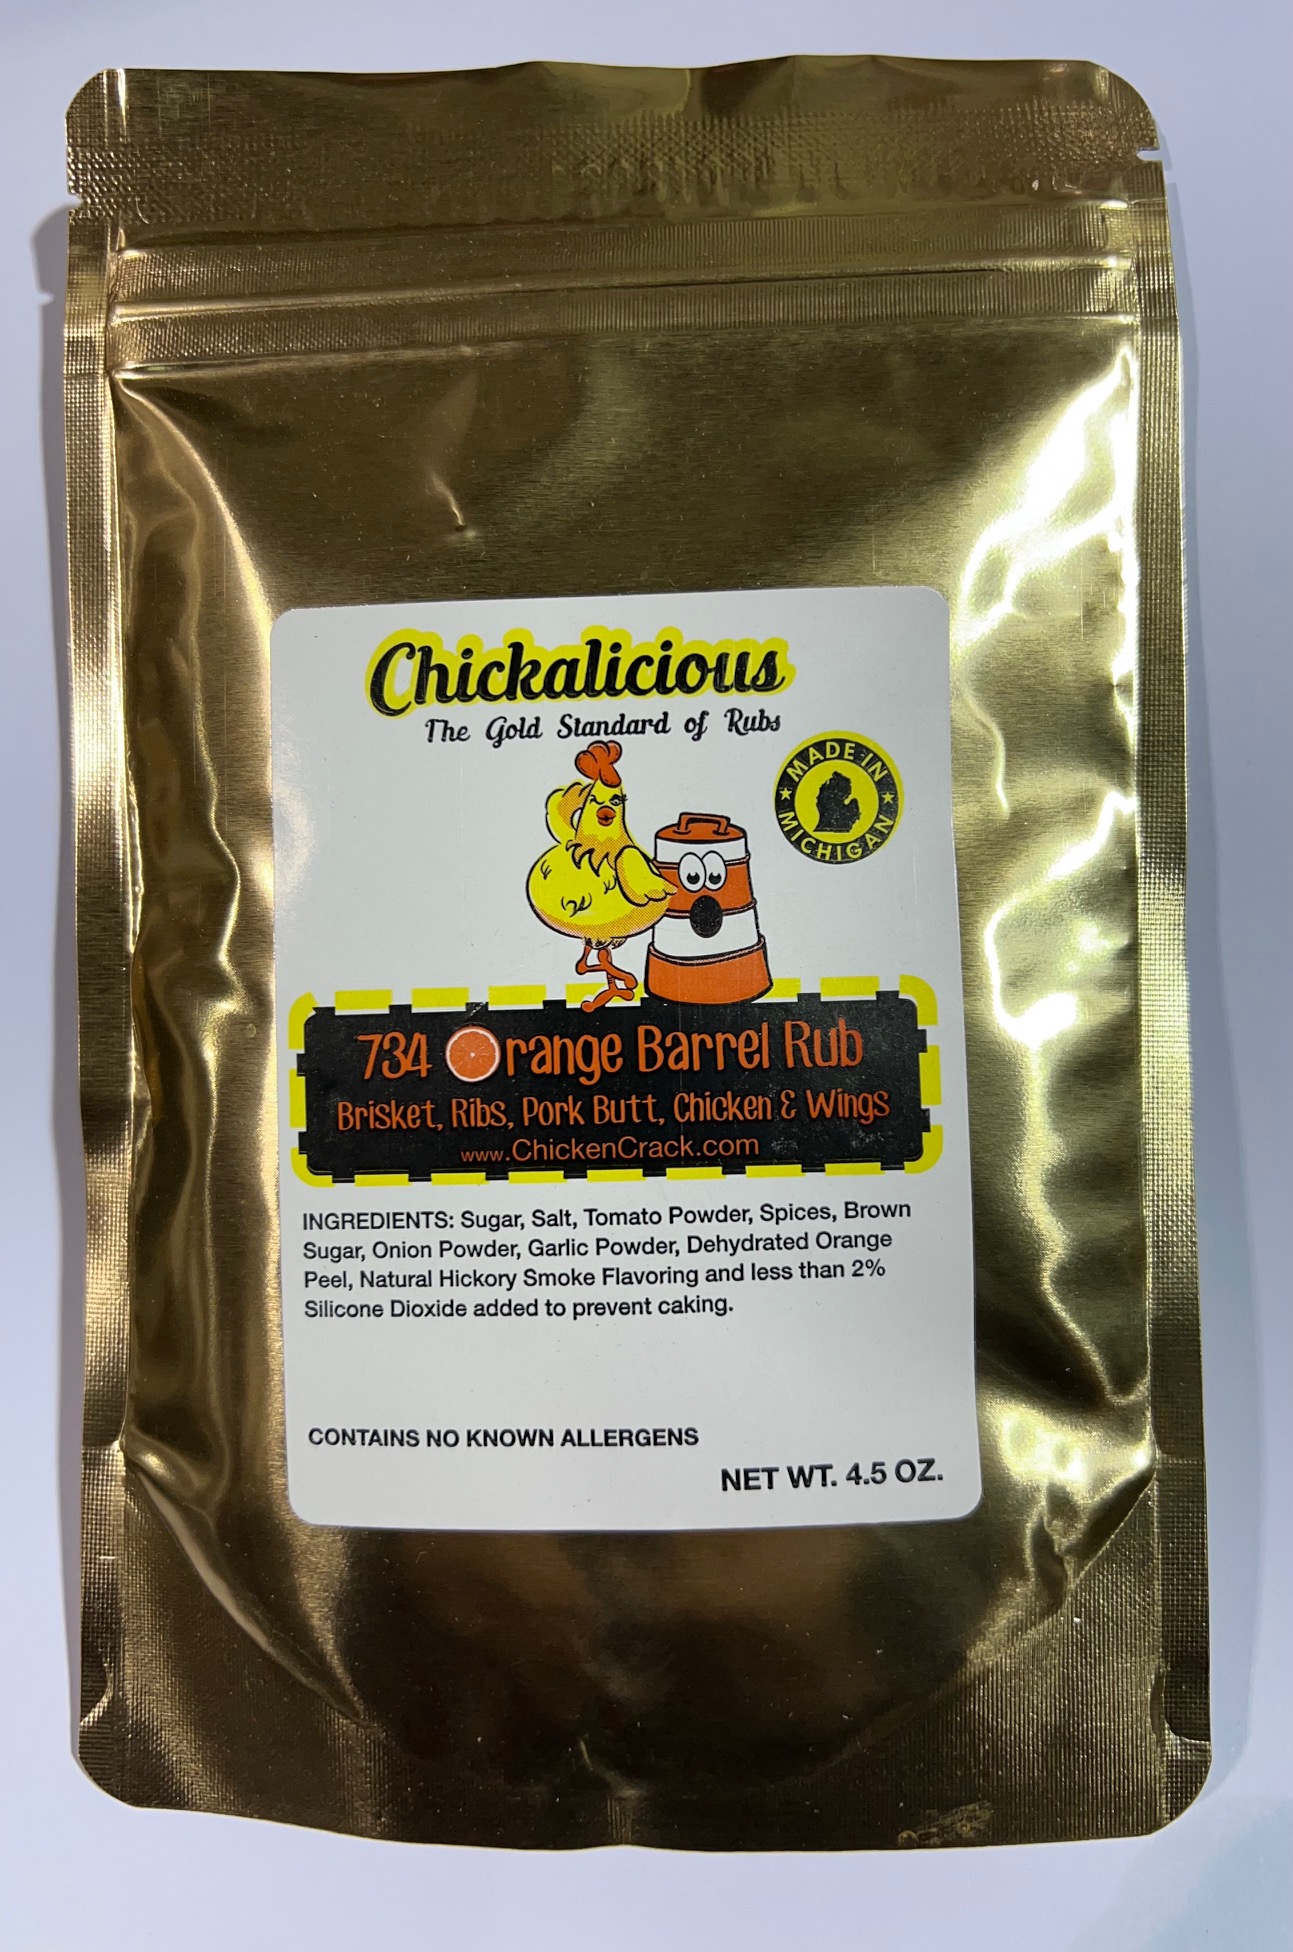 Chickalicious
The Gold Standard of Rubs
MADE IN
MICHIGAN
734 Orange Barrel Rub
Brisket, Ribs, Pork Butt, Chicken & Wings
www.ChickenCrack.com
INGREDIENTS: Sugar, Salt, Tomato Powder, Spices, Brown
Sugar, Onion Powder, Garlic Powder, Dehydrated Orange
Peel, Natural Hickory Smoke Flavoring and less than 2%
Silicone Dioxide added to prevent caking.
CONTAINS NO KNOWN ALLERGENS
NET WT. 4.5 OZ.